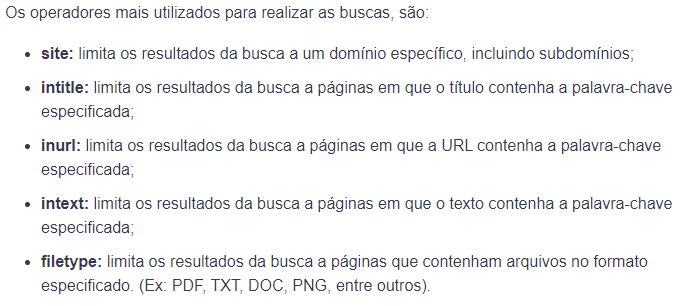 Os operadores mais utilizados para realizar as buscas, são:
• site: limita os resultados da busca a um domínio específico, incluindo subdomínios;
• intitle: limita os resultados da busca a páginas em que o título contenha a palavra-chave
especificada;
• inurl: limita os resultados da busca a páginas em que a URL contenha a palavra-chave
especificada;
• intext: limita os resultados da busca a páginas em que o texto contenha a palavra-chave
especificada;
• filetype: limita os resultados da busca a páginas que contenham arquivos no formato
especificado. (Ex: PDF, TXT, DOC, PNG, entre outros).